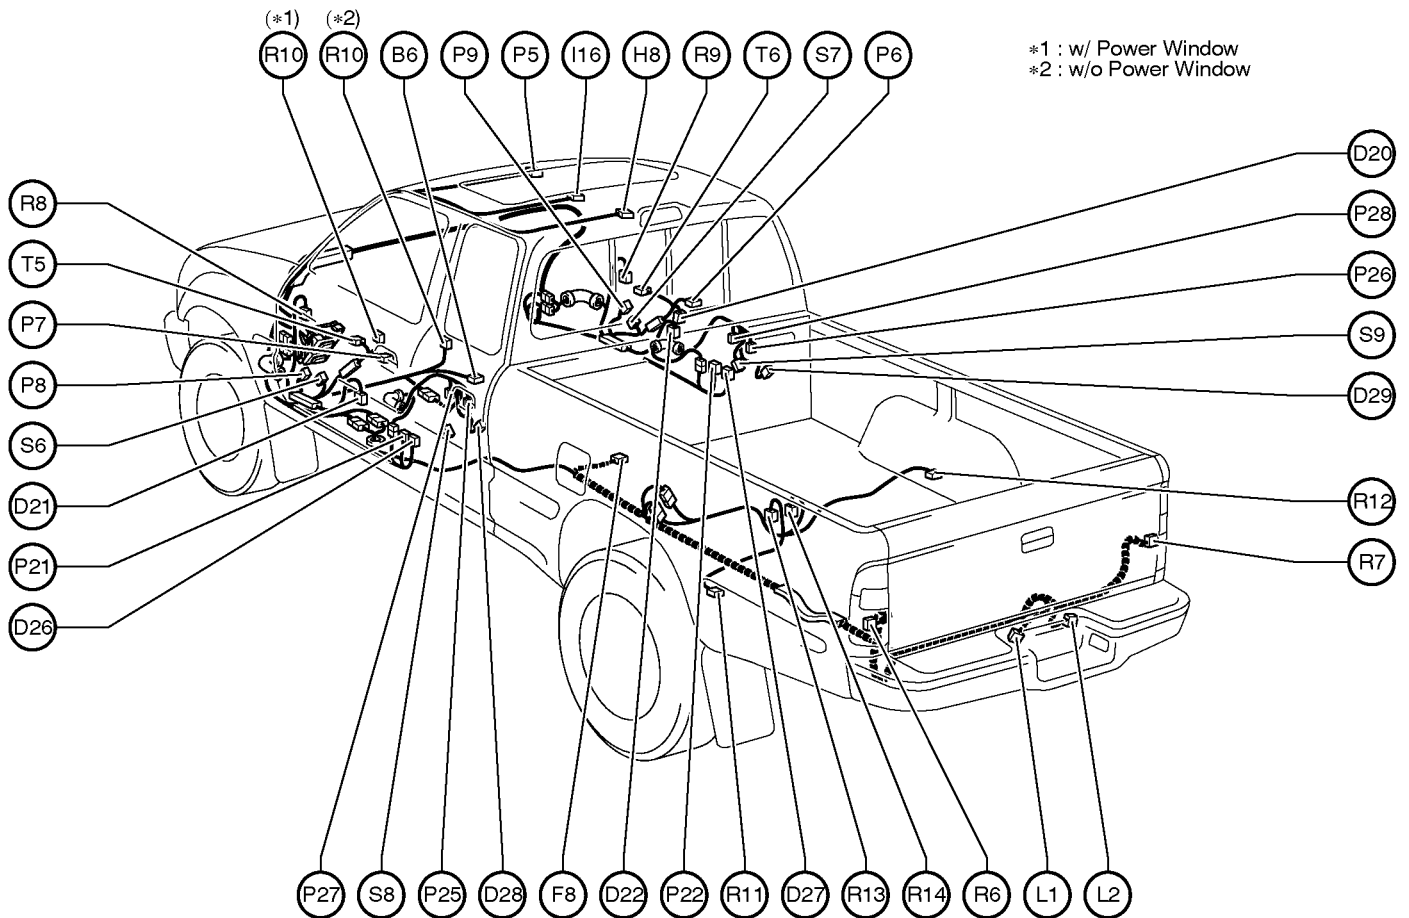 (∗1) (∗2)
R10 R10 B6 P9 P5 I16 H8 R9 T6 S7 P6
∗1 : w/ Power Window
∗2 : w/o Power Window
D20
P28
P26
S9
D29
R12
R7
R8
T5
P7
P8
S6
D21
P21
D26
P27 S8 P25 D28 F8 D22 P22 R11 D27 R13 R14 R6 L1 L2